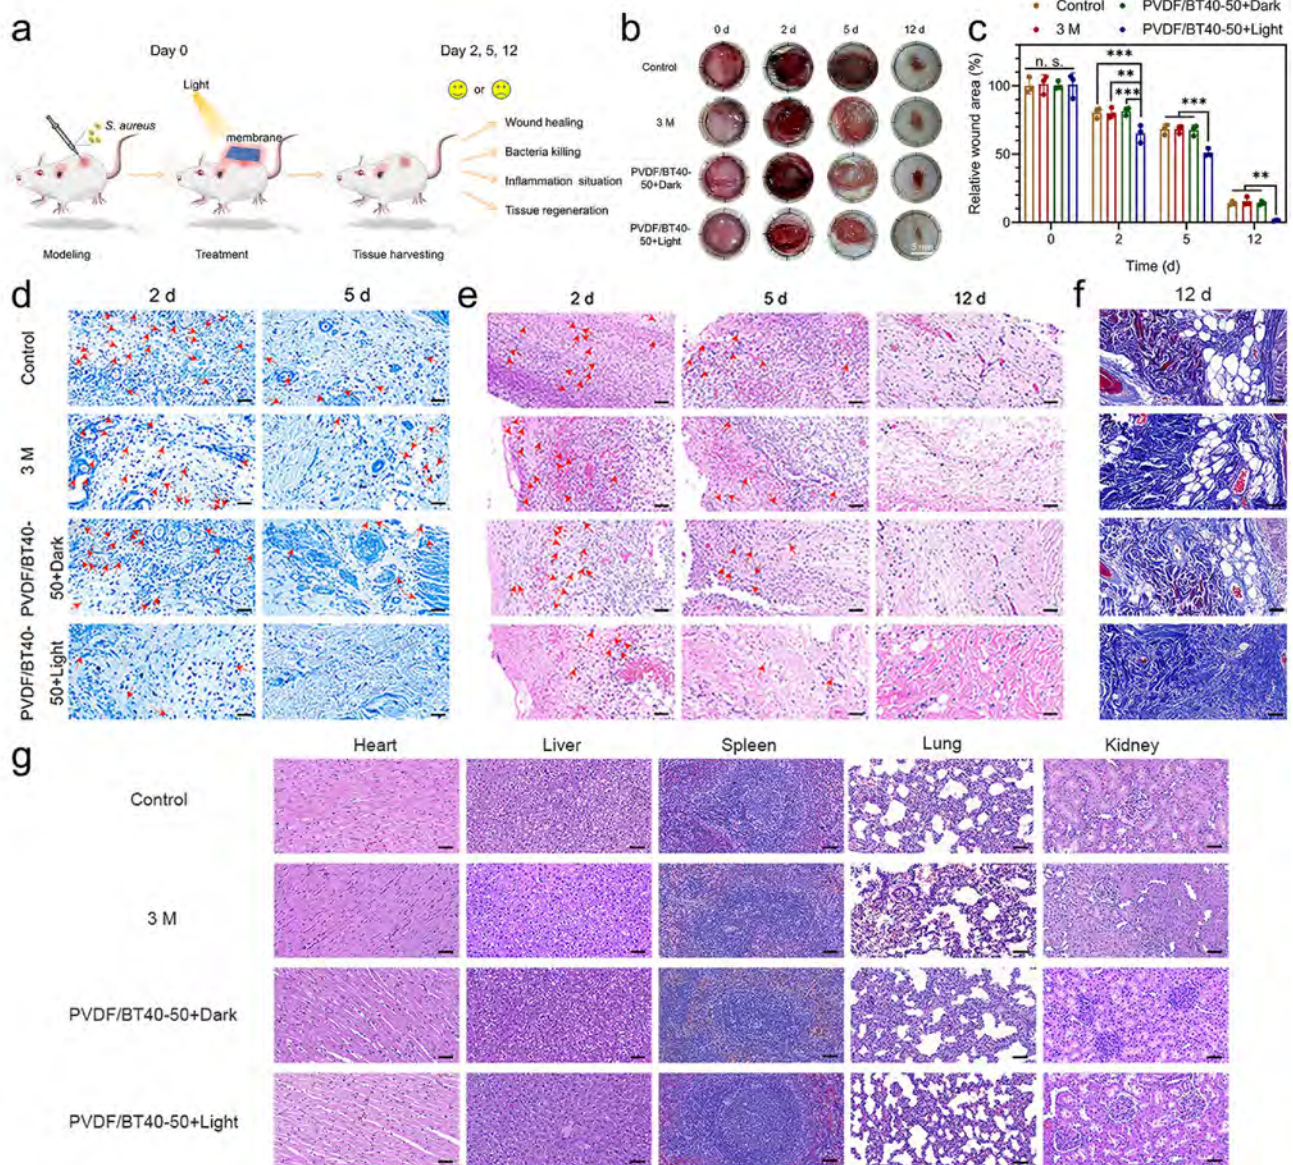 a
Day 0
Day 2, 5, 12
Light
or
S. aureus
membrane
Wound healing
Bacteria killing
Inflammation situation
Tissue regeneration
Modeling
Treatment
Tissue harvesting
b
0 d 2 d 5 d 12 d
Control
3 M
PVDF/BT40-
50+Dark
PVDF/BT40-
50+Light
5 mm
c
Control PVDF/BT40-50+Dark
3 M PVDF/BT40-50+Light
Relative wound area (%)
100
50
0
n. s.
***
**
***
***
**
0 2 5 12
Time (d)
d
2 d 5 d
Control
3 M
PVDF/BT40-
50+Dark
PVDF/BT40-
50+Light
e
2 d 5 d 12 d
f
12 d
g
Heart Liver Spleen Lung Kidney
Control
3 M
PVDF/BT40-50+Dark
PVDF/BT40-50+Light